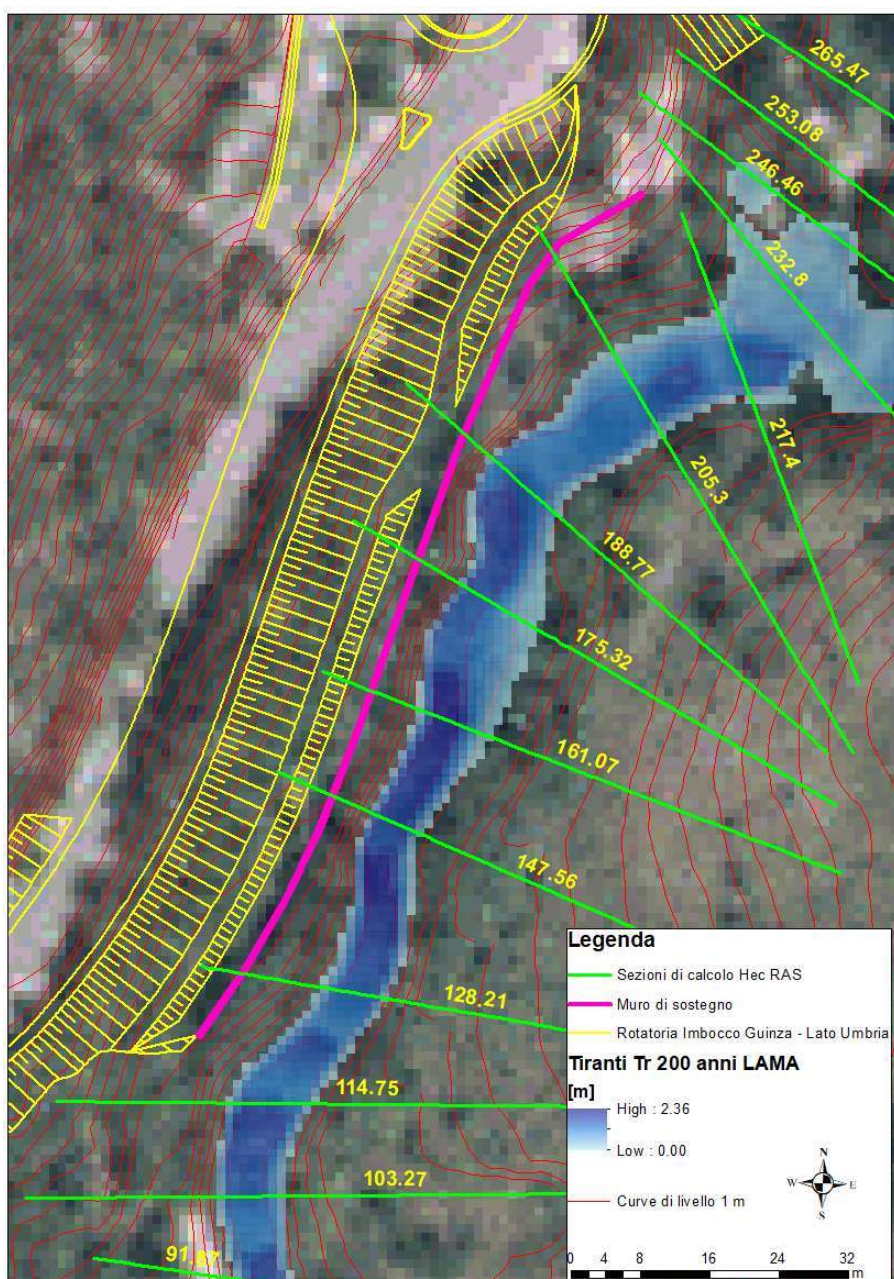 265.47
253.08
246.46
232.8
217.4
205.3
188.77
175.32
161.07
147.56
128.21
114.75
103.27
91.67
Legenda
Sezioni di calcolo Hec RAS
Muro di sostegno
Rotatoria Imbocco Guinza - Lato Umbria
Tiranti Tr 200 anni LAMA
[m]
High : 2.36
Low : 0.00
Curve di livello 1 m
N
W E
S
0 4 8 16 24 32
m